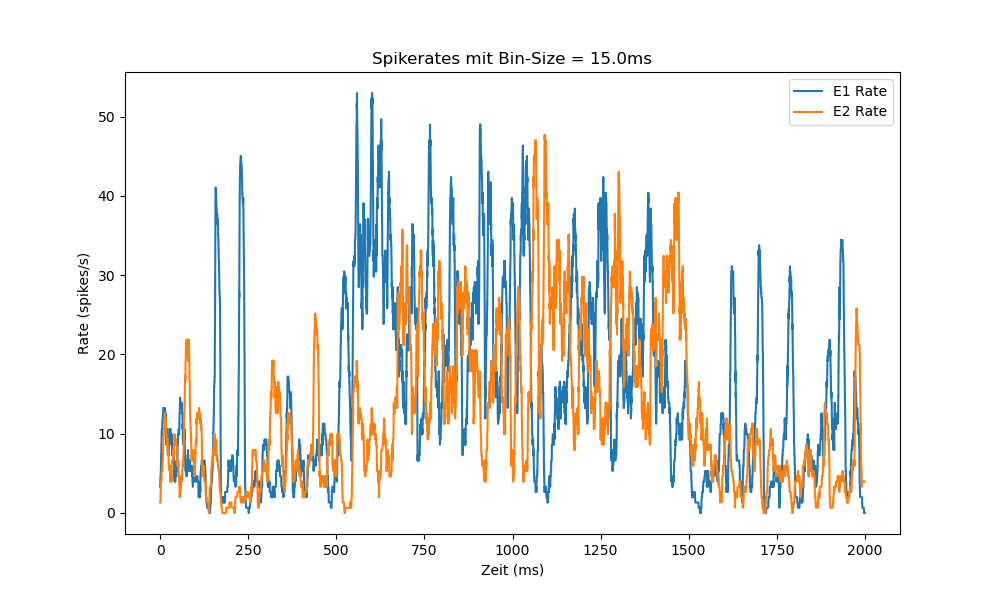 Spikerates mit Bin-Size = 15.0ms
E1 Rate
E2 Rate
Rate (spikes/s)
50
40
30
20
10
0
0 250 500 750 1000 1250 1500 1750 2000
Zeit (ms)